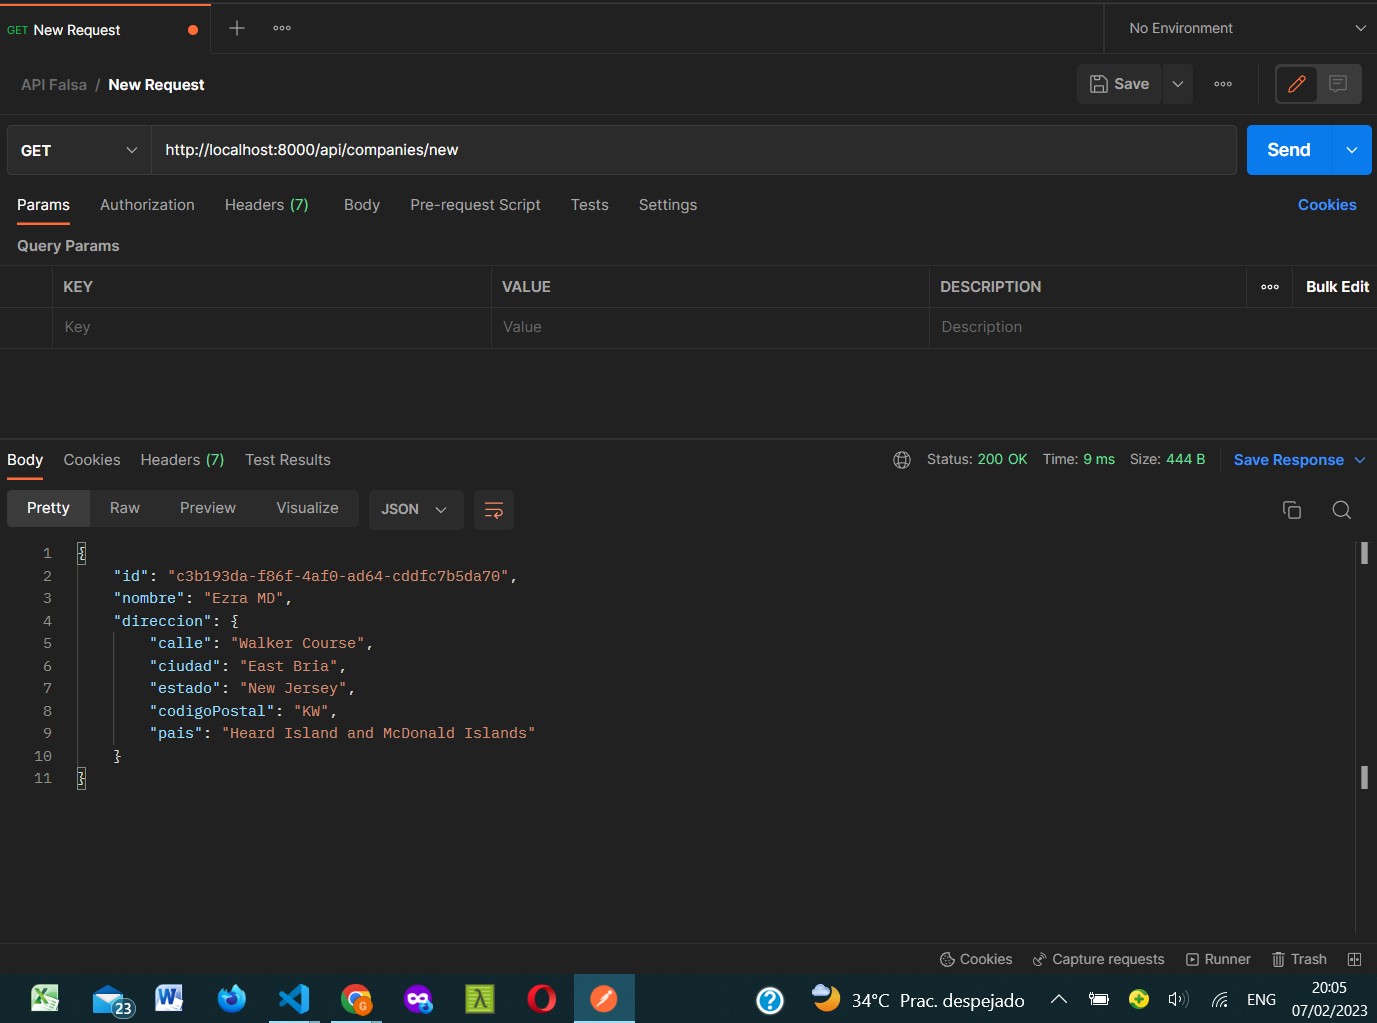 GET New Request
No Environment
API Falsa / New Request
Save
GET http://localhost:8000/api/companies/new Send
Params Authorization Headers (7) Body Pre-request Script Tests Settings Cookies
Query Params
KEY VALUE DESCRIPTION Bulk Edit
Key Value Description
Body Cookies Headers (7) Test Results Status: 200 OK Time: 9 ms Size: 444 B Save Response
Pretty Raw Preview Visualize JSON
1 {
2 "id": "c3b193da-f86f-4af0-ad64-cddfc7b5da70",
3 "nombre": "Ezra MD",
4 "direccion": {
5 "calle": "Walker Course",
6 "ciudad": "East Bria",
7 "estado": "New Jersey",
8 "codigoPostal": "KW",
9 "pais": "Heard Island and McDonald Islands"
10 }
11 }
Cookies Capture requests Runner Trash
23 34°C Prac. despejado ENG 20:05
07/02/2023